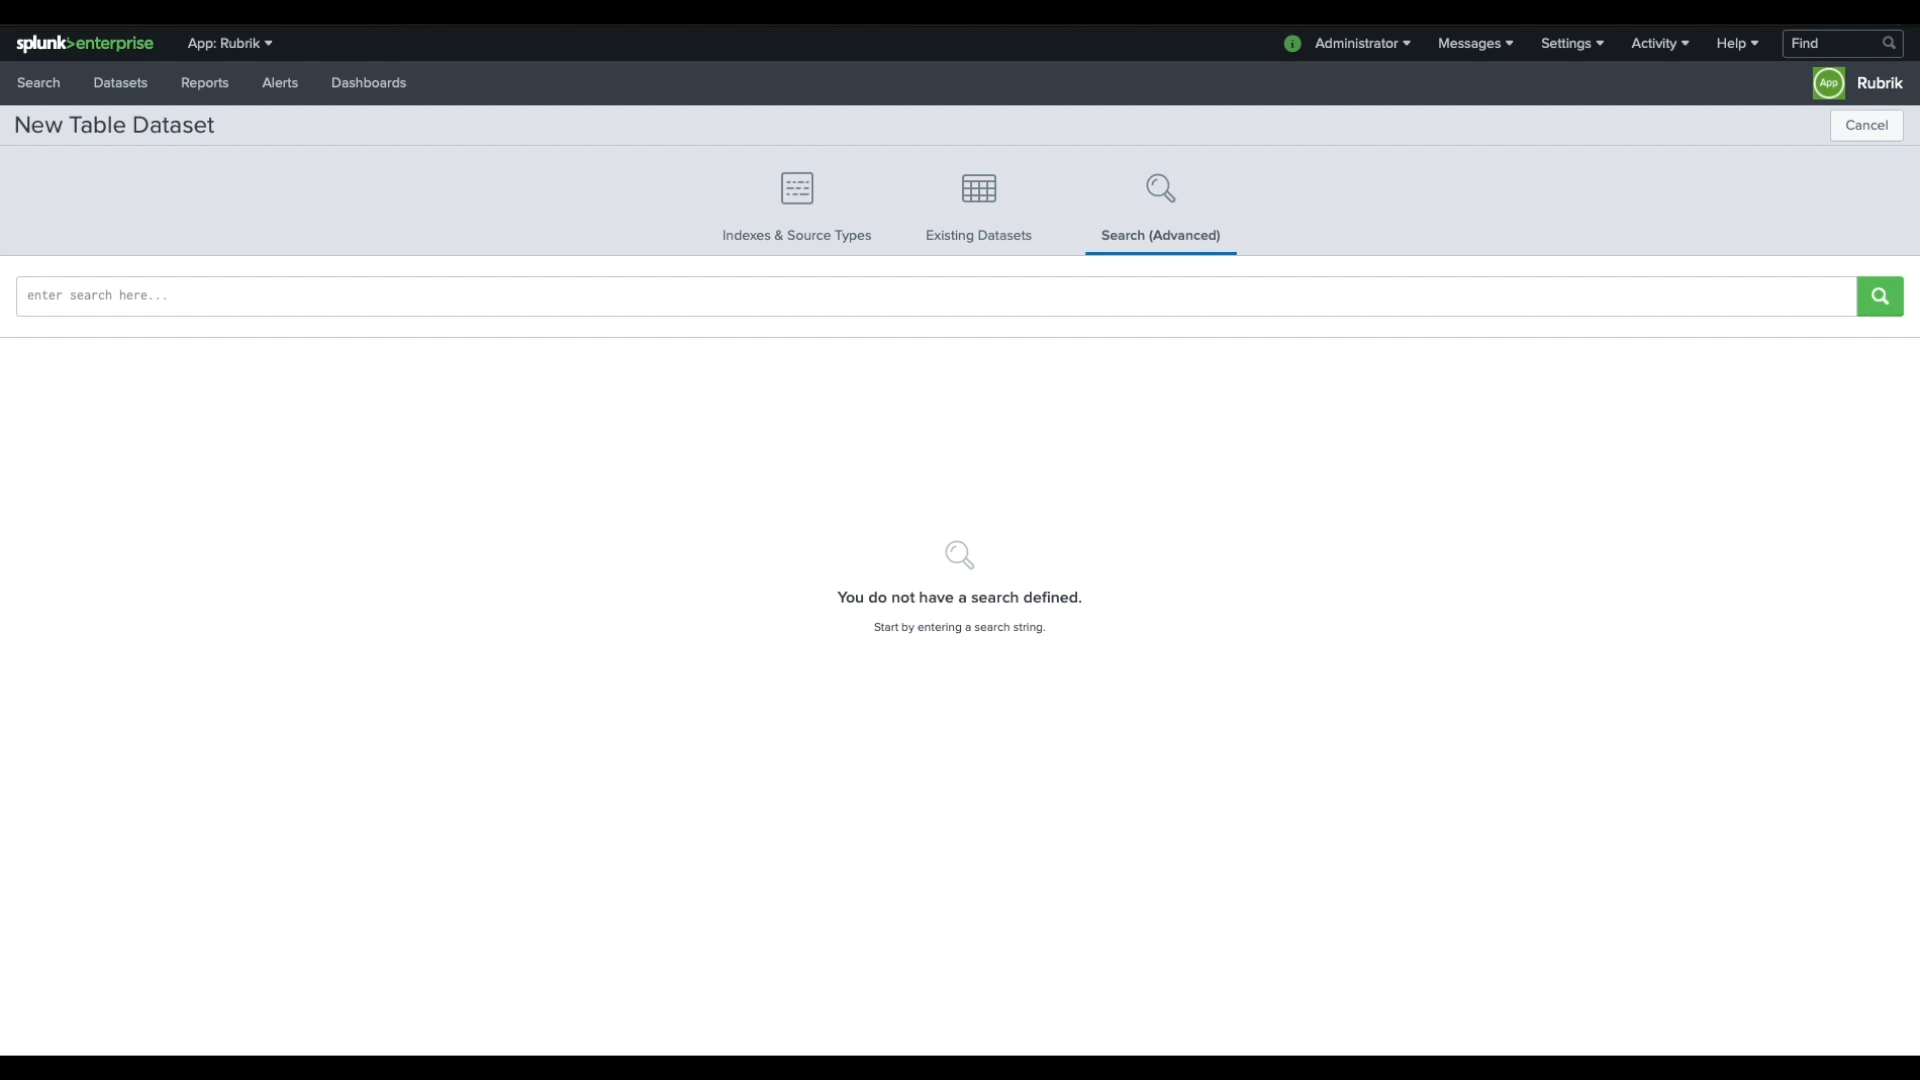 splunk>enterprise App: Rubrik i Administrator Messages Settings Activity Help Find
Search Datasets Reports Alerts Dashboards App Rubrik
New Table Dataset Cancel
Indexes & Source Types Existing Datasets Search (Advanced)
enter search here...
You do not have a search defined.
Start by entering a search string.